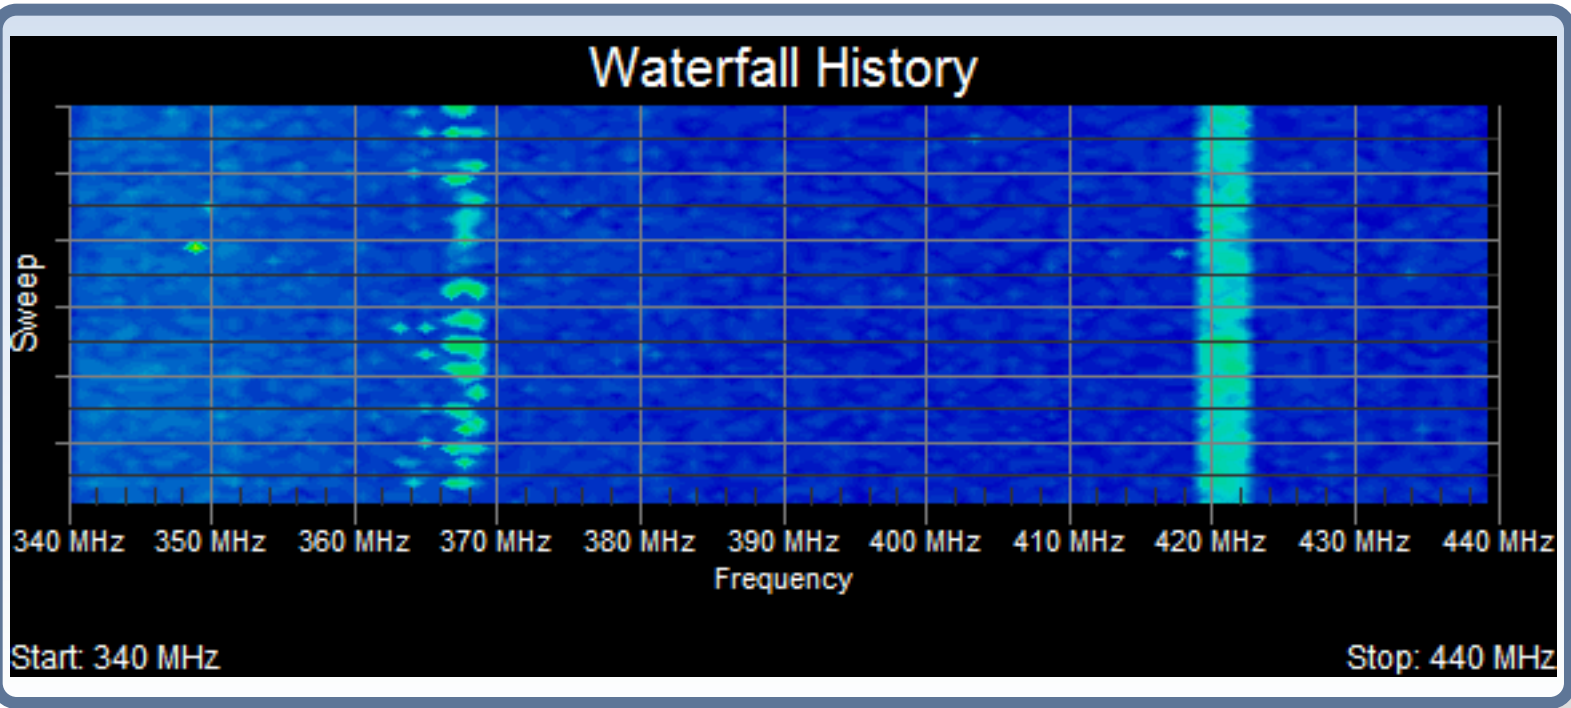 Waterfall History
Sweep
340 MHz 350 MHz 360 MHz 370 MHz 380 MHz 390 MHz 400 MHz 410 MHz 420 MHz 430 MHz 440 MHz
Frequency
Start: 340 MHz Stop: 440 MHz